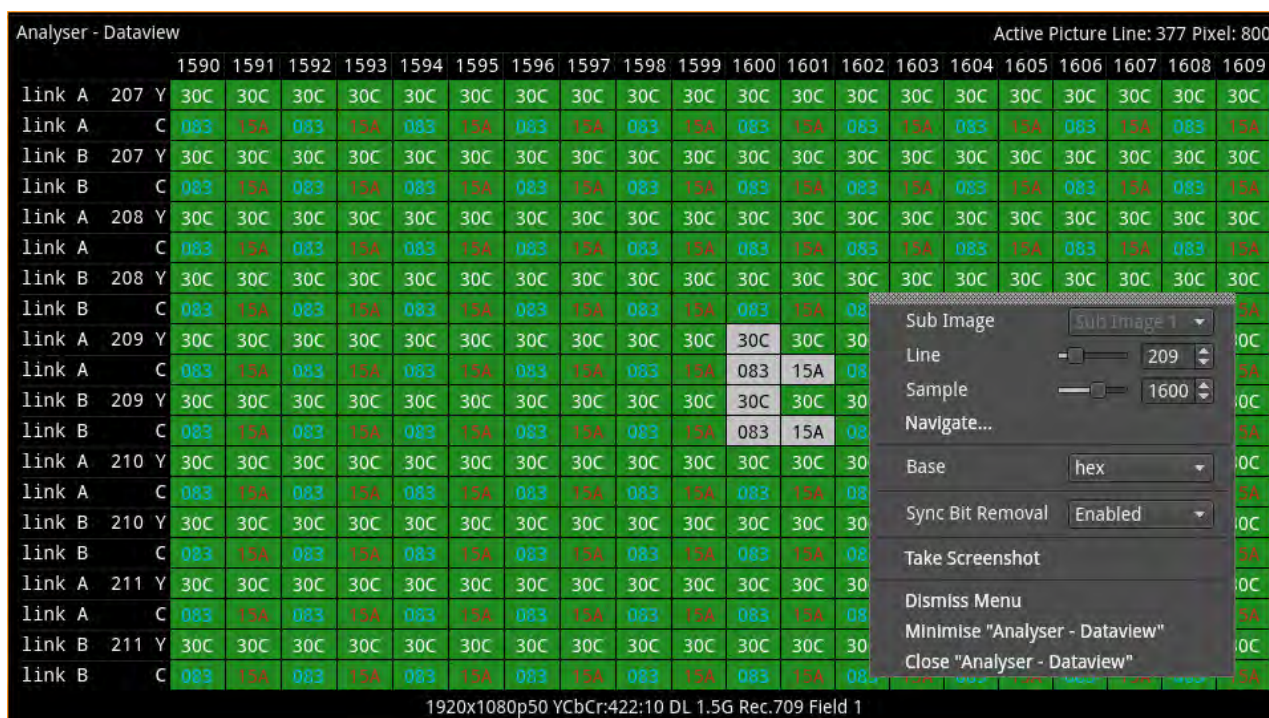 Analyser - Dataview Active Picture Line: 377 Pixel: 800
1590 1591 1592 1593 1594 1595 1596 1597 1598 1599 1600 1601 1602 1603 1604 1605 1606 1607 1608 1609
link A 207 Y 30C 30C 30C 30C 30C 30C 30C 30C 30C 30C 30C 30C 30C 30C 30C 30C 30C 30C 30C 30C
link A C 083 15A 083 15A 083 15A 083 15A 083 15A 083 15A 083 15A 083 15A 083 15A 083 15A
link B 207 Y 30C 30C 30C 30C 30C 30C 30C 30C 30C 30C 30C 30C 30C 30C 30C 30C 30C 30C 30C 30C
link B C 083 15A 083 15A 083 15A 083 15A 083 15A 083 15A 083 15A 083 15A 083 15A 083 15A
link A 208 Y 30C 30C 30C 30C 30C 30C 30C 30C 30C 30C 30C 30C 30C 30C 30C 30C 30C 30C 30C 30C
link A C 083 15A 083 15A 083 15A 083 15A 083 15A 083 15A 083 15A 083 15A 083 15A 083 15A
link B 208 Y 30C 30C 30C 30C 30C 30C 30C 30C 30C 30C 30C 30C 30C 30C 30C 30C 30C 30C 30C 30C
link B C 083 15A 083 15A 083 15A 083 15A 083 15A 083 15A
link A 209 Y 30C 30C 30C 30C 30C 30C 30C 30C 30C 30C 30C 30C
link A C 083 15A 083 15A 083 15A 083 15A 083 15A 083 15A
link B 209 Y 30C 30C 30C 30C 30C 30C 30C 30C 30C 30C 30C 30C
link B C 083 15A 083 15A 083 15A 083 15A 083 15A 083 15A
link A 210 Y 30C 30C 30C 30C 30C 30C 30C 30C 30C 30C 30C 30C
link A C 083 15A 083 15A 083 15A 083 15A 083 15A 083 15A
link B 210 Y 30C 30C 30C 30C 30C 30C 30C 30C 30C 30C 30C 30C
link B C 083 15A 083 15A 083 15A 083 15A 083 15A 083 15A
link A 211 Y 30C 30C 30C 30C 30C 30C 30C 30C 30C 30C 30C 30C
link A C 083 15A 083 15A 083 15A 083 15A 083 15A 083 15A
link B 211 Y 30C 30C 30C 30C 30C 30C 30C 30C 30C 30C 30C 30C
link B C 083 15A 083 15A 083 15A 083 15A 083 15A 083 15A
Sub Image Sub Image 1
Line 209
Sample 1600
Navigate...
Base hex
Sync Bit Removal Enabled
Take Screenshot
Dismiss Menu
Minimise "Analyser - Dataview"
Close "Analyser - Dataview"
1920x1080p50 YCbCr:422:10 DL 1.5G Rec.709 Field 1